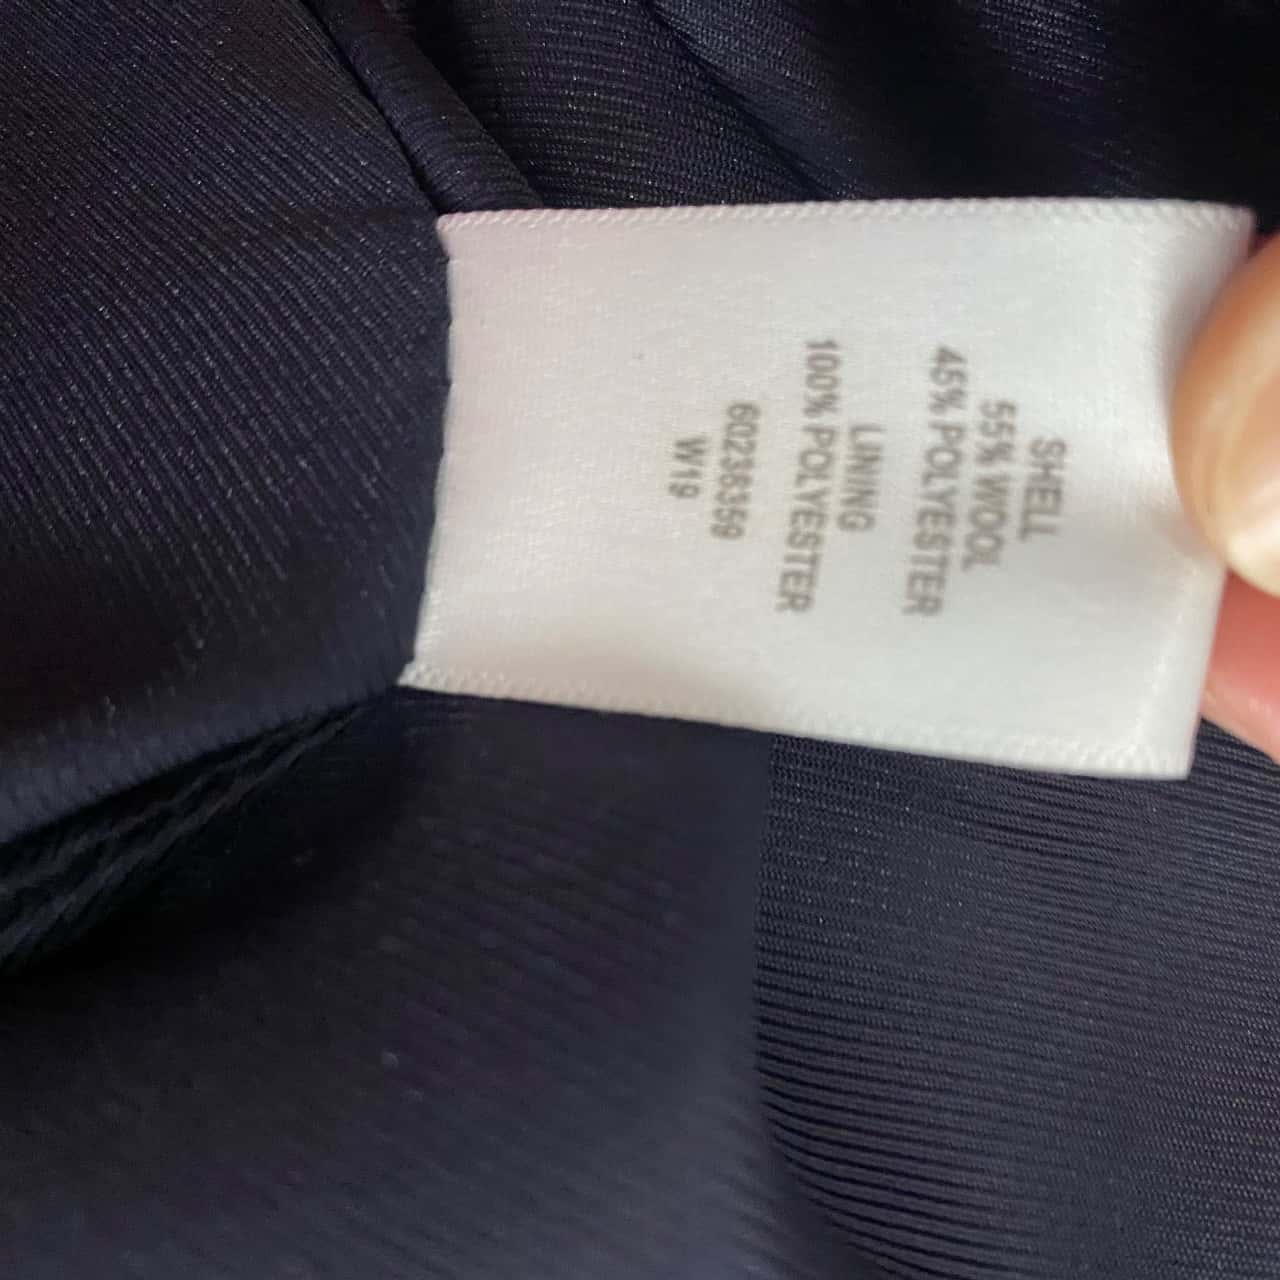 SHELL
55% WOOL
45% POLYESTER
LINING
100% POLYESTER
60238359
W19